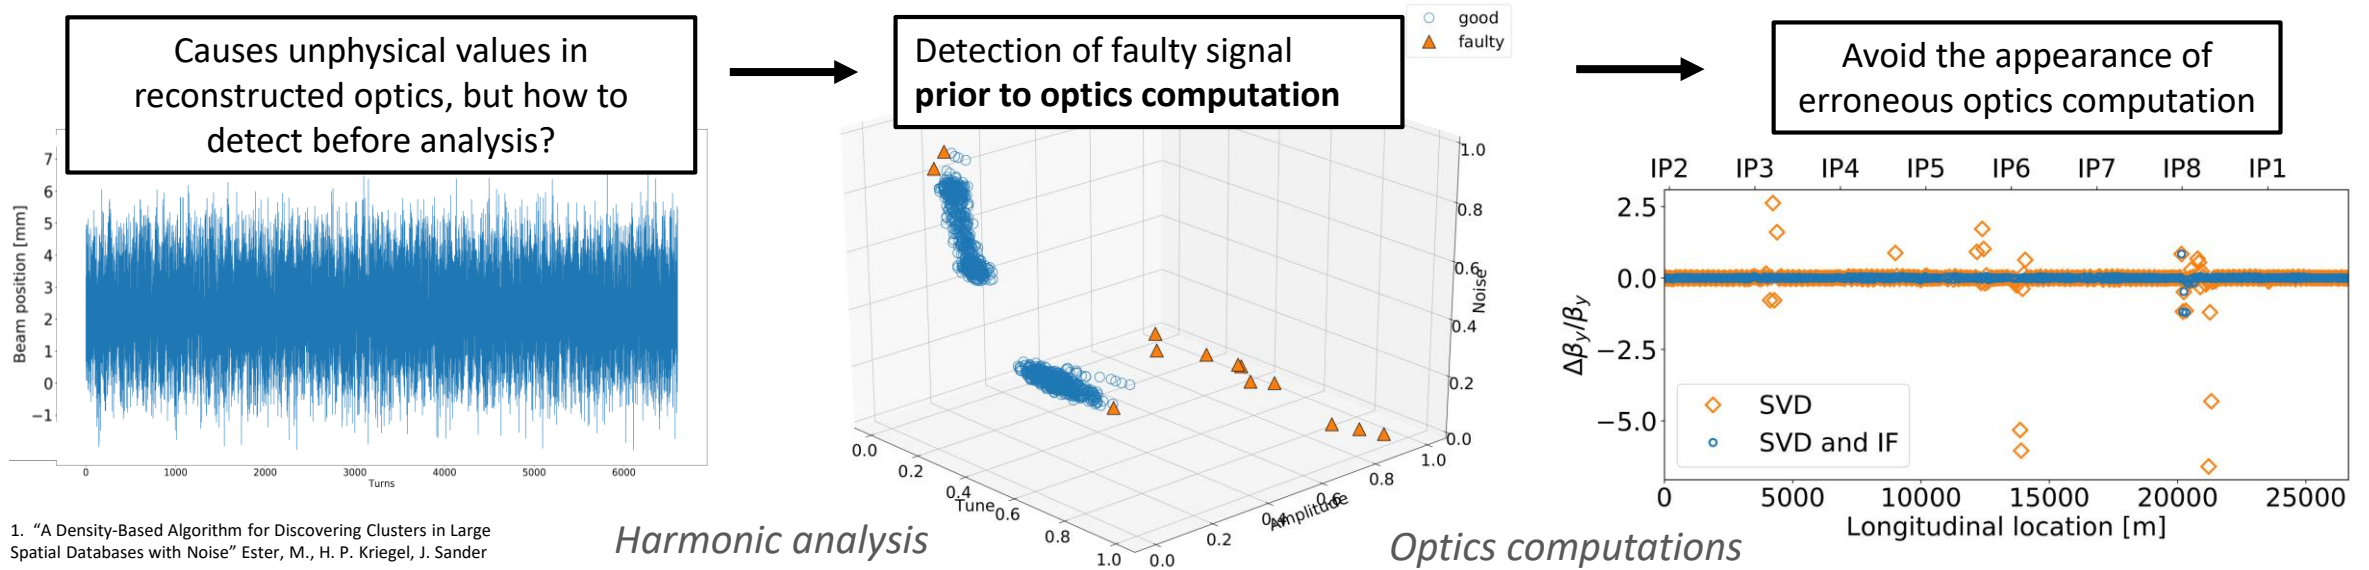 Causes unphysical values in
reconstructed optics, but how to
detect before analysis?
7
6
5
4
3
2
1
0
−1
Beam position [mm]
0 1000 2000 3000 4000 5000 6000
Turns
1. “A Density-Based Algorithm for Discovering Clusters in Large
Spatial Databases with Noise” Ester, M., H. P. Kriegel, J. Sander
Harmonic analysis
good
faulty
Detection of faulty signal
prior to optics computation
1.0
0.8
0.6
0.4
0.2
0.0
Noise
0.0
0.2
0.4
0.6
0.8
1.0
Tune
0.0
0.2
0.4
0.6
0.8
1.0
Amplitude
Optics computations
Avoid the appearance of
erroneous optics computation
IP2 IP3 IP4 IP5 IP6 IP7 IP8 IP1
2.5
0.0
−2.5
−5.0
Δβy/βy
SVD
SVD and IF
0 5000 10000 15000 20000 25000
Longitudinal location [m]